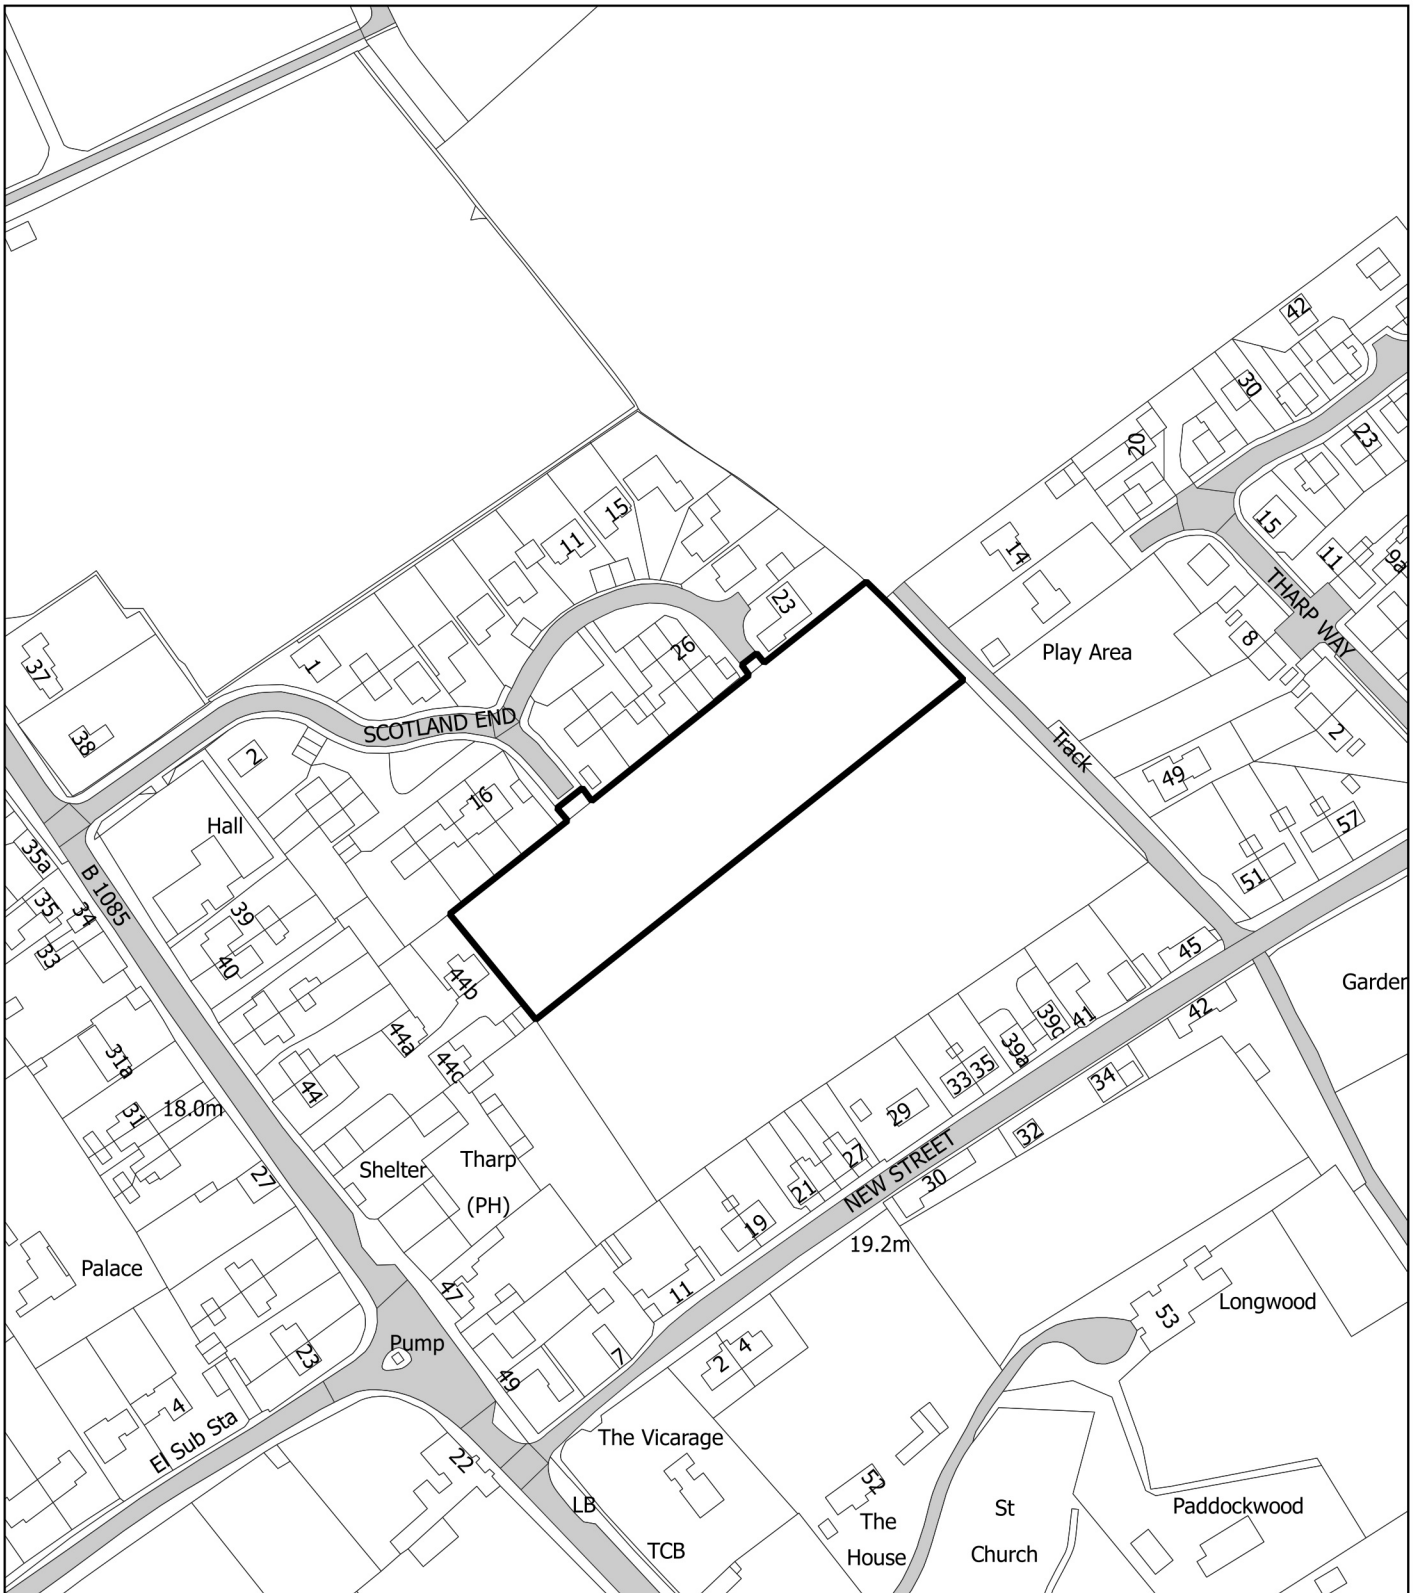 42
30
20
23
15
11
14
15
11
9a
23
THARP WAY
Play Area
8
26
1
37
SCOTLAND END
38
2
2
Track
49
16
57
Hall
35a
51
B 1085
35
34
39
33
40
45
44b
Garder
42
39c
41
44a
39a
31a
44c
33
35
34
44
18.0m
31
29
32
27
Tharp
Shelter
27
21
NEW STREET
30
(PH)
19
19.2m
Palace
47
11
Longwood
53
Pump
23
7
2
4
49
4
El Sub Sta
The Vicarage
22
52
LB
St
Paddockwood
The
TCB
House
Church